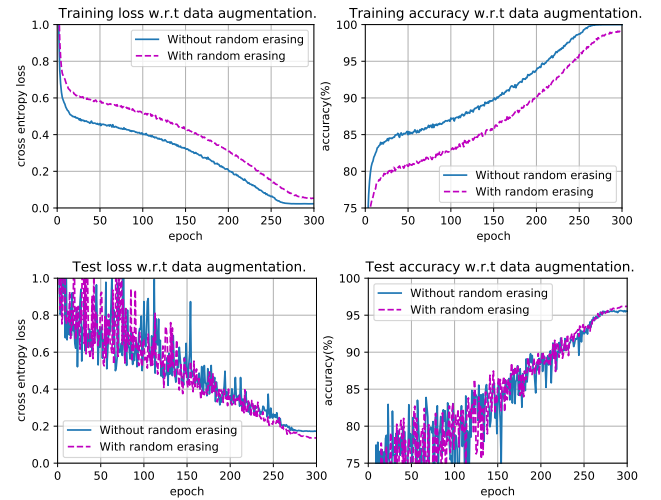 Training loss w.r.t data augmentation.
1.0
0.8
0.6
0.4
0.2
0.0
cross entropy loss
Without random erasing
With random erasing
0 50 100 150 200 250 300
epoch
Training accuracy w.r.t data augmentation.
100
95
90
85
80
75
accuracy(%)
Without random erasing
With random erasing
0 50 100 150 200 250 300
epoch
Test loss w.r.t data augmentation.
1.0
0.8
0.6
0.4
0.2
0.0
cross entropy loss
Without random erasing
With random erasing
0 50 100 150 200 250 300
epoch
Test accuracy w.r.t data augmentation.
100
95
90
85
80
75
accuracy(%)
Without random erasing
With random erasing
0 50 100 150 200 250 300
epoch